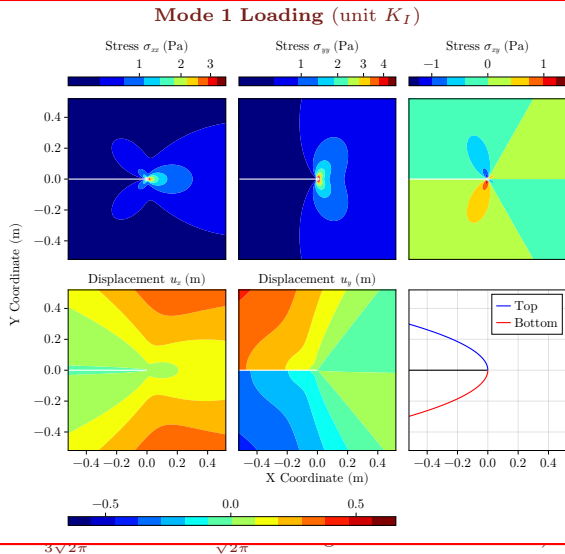 Mode 1 Loading (unit K_I)
Stress σ_xx (Pa) Stress σ_yy (Pa) Stress σ_xy (Pa)
1 2 3 1 2 3 4 −1 0 1
0.4
0.2
0.0
−0.2
−0.4
Y Coordinate (m)
Displacement u_x (m) Displacement u_y (m)
Top
Bottom
0.4
0.2
0.0
−0.2
−0.4
−0.4 −0.2 0.0 0.2 0.4 −0.4 −0.2 0.0 0.2 0.4 −0.4 −0.2 0.0 0.2 0.4
X Coordinate (m)
−0.5 0.0 0.5
3√2π √2π